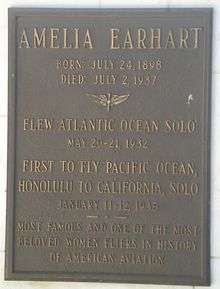 AMELIA EARHART
BORN: JULY 24, 1898
DIED: JULY 2, 1937
FLEW ATLANTIC OCEAN SOLO
MAY 20-21, 1932
FIRST TO FLY PACIFIC OCEAN,
HONOLULU TO CALIFORNIA, SOLO
JANUARY 11-12, 1935
MOST FAMOUS AND ONE OF THE MOST
BELOVED WOMEN FLIERS IN HISTORY
OF AMERICAN AVIATION